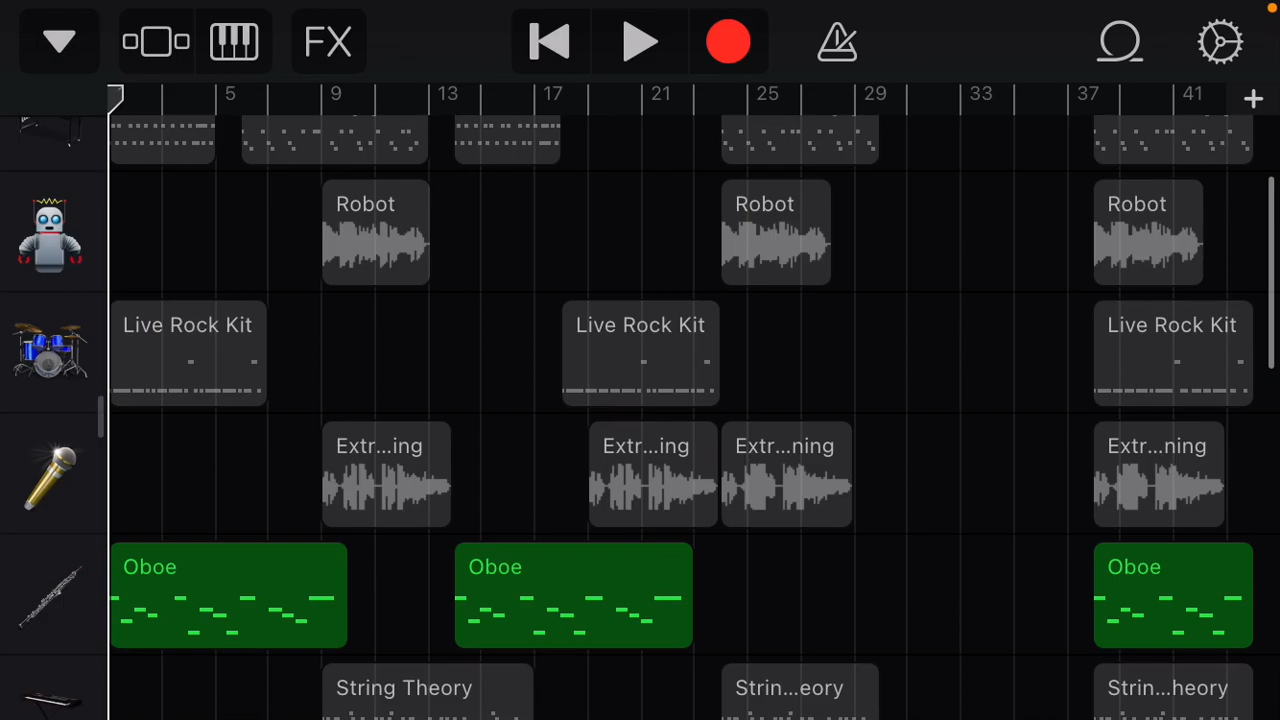 FX
5 9 13 17 21 25 29 33 37 41 +
Robot Robot Robot
Live Rock Kit Live Rock Kit Live Rock Kit
Extr...ing Extr...ing Extr...ning Extr...ning
Oboe Oboe Oboe
String Theory Strin...eory Strin...heory